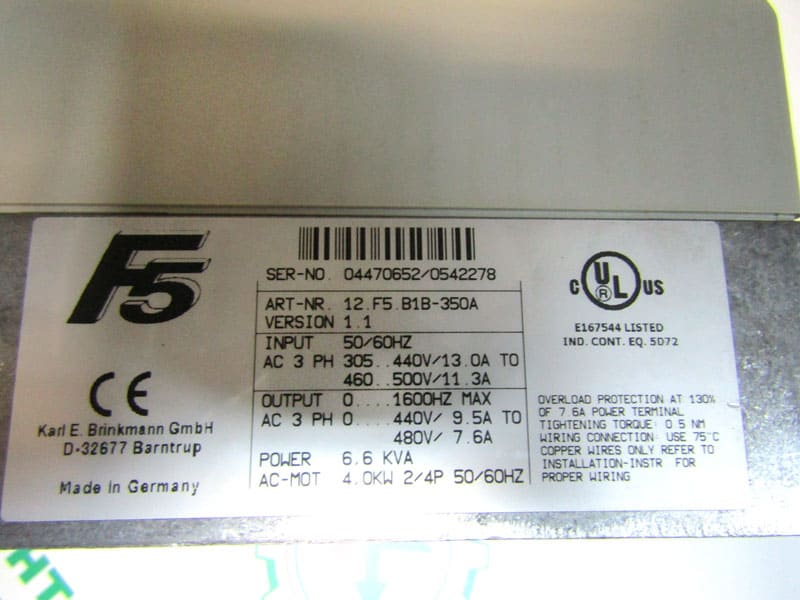 F5
SER-NO. 04470652/0542278
ART-NR. 12.F5.B1B-350A
VERSION 1.1
INPUT 50/60HZ
AC 3 PH 305..440V/13.0A TO
460..500V/11.3A
OUTPUT 0....1600HZ MAX
AC 3 PH 0....440V/ 9.5A TO
480V/ 7.6A
POWER 6.6 KVA
AC-MOT 4.0KW 2/4P 50/60HZ
CE
Karl E. Brinkmann GmbH
D-32677 Barntrup
Made in Germany
C UL US
E167544 LISTED
IND. CONT. EQ. 5D72
OVERLOAD PROTECTION AT 130%
OF 7.6A POWER TERMINAL
TIGHTENING TORQUE: 0.5 NM
WIRING CONNECTION: USE 75°C
COPPER WIRES ONLY REFER TO
INSTALLATION-INSTR. FOR
PROPER WIRING
HT